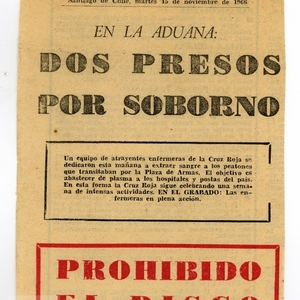 Santiago de Chile, martes 15 de noviembre de 1966
EN LA ADUANA:
DOS PRESOS
POR SOBORNO
Un equipo de atrayentes enfermeras de la Cruz Roja se
dedicaron esta mañana a extraer sangre a los peatones
que transitaban por la Plaza de Armas. El objetivo es
abastecer de plasma a los hospitales y postas del país.
En esta forma la Cruz Roja sigue celebrando una sema-
na de intensas actividades. EN EL GRABADO: Las en-
fermeras en plena acción.
PROHIBIDO
EL DISCO